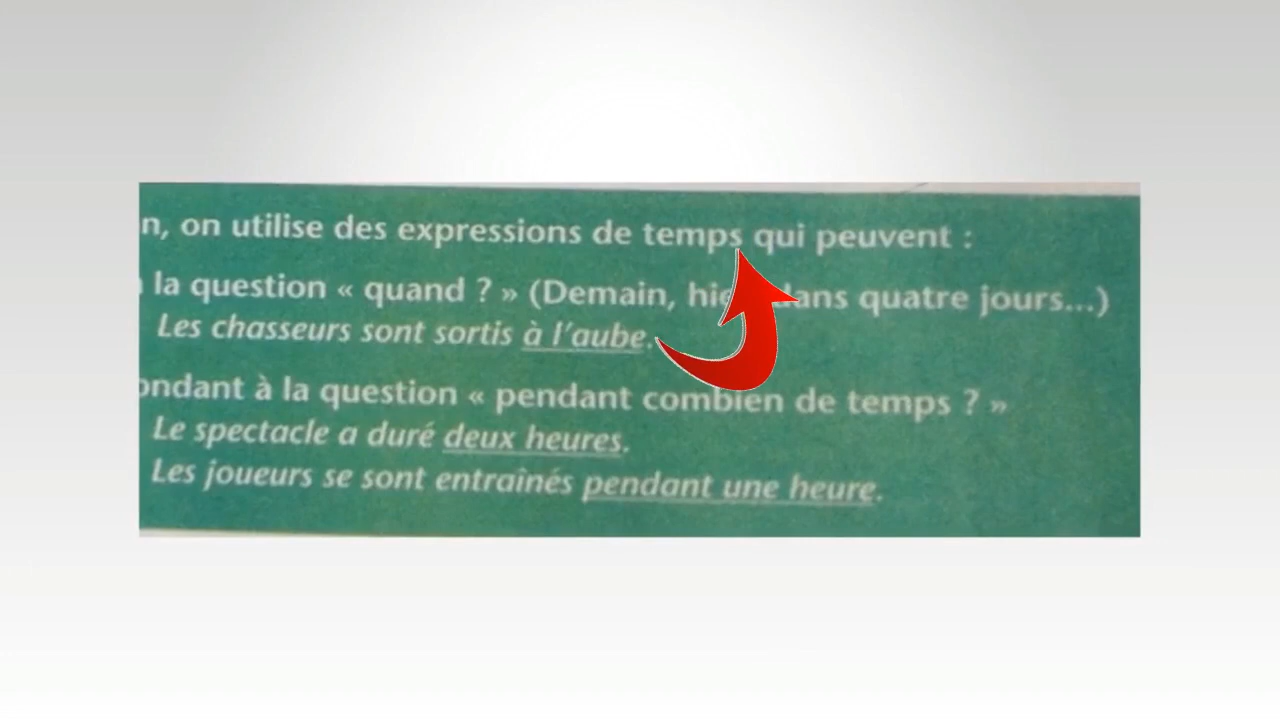 n, on utilise des expressions de temps qui peuvent :
la question « quand ? » (Demain, dans quatre jours...)
Les chasseurs sont sortis à l'aube.
ondant à la question « pendant combien de temps ? »
Le spectacle a duré deux heures.
Les joueurs se sont entraînés pendant une heure.